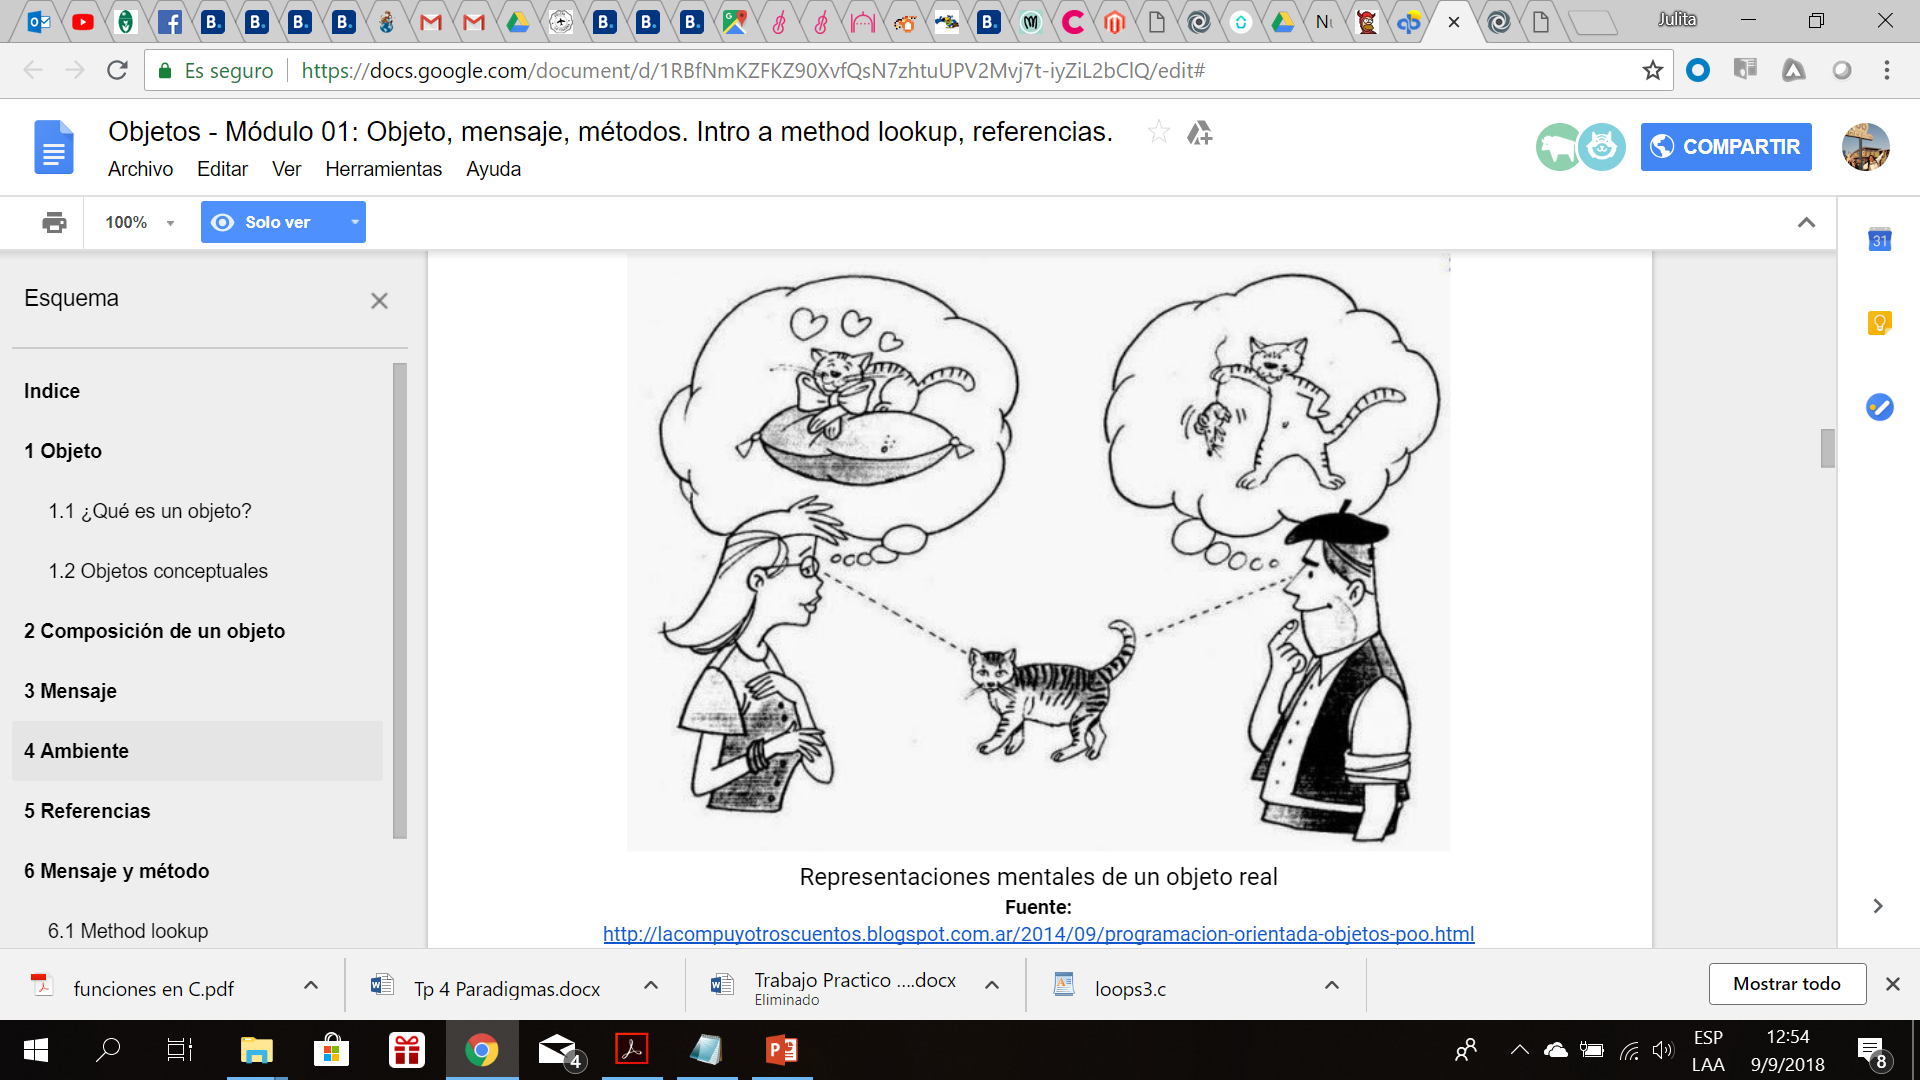 Julita
Es seguro
https://docs.google.com/document/d/1RBfNmKZFKZ90XvfQsN7zhtuUPV2Mvj7t-iyZiL2bClQ/edit#
Objetos - Módulo 01: Objeto, mensaje, métodos. Intro a method lookup, referencias.
Archivo Editar Ver Herramientas Ayuda
COMPARTIR
100%
Solo ver
31
Esquema
Indice
1 Objeto
1.1 ¿Qué es un objeto?
1.2 Objetos conceptuales
2 Composición de un objeto
3 Mensaje
4 Ambiente
5 Referencias
6 Mensaje y método
6.1 Method lookup
Representaciones mentales de un objeto real
Fuente:
http://lacompuyotroscuentos.blogspot.com.ar/2014/09/programacion-orientada-objetos-poo.html
funciones en C.pdf
Tp 4 Paradigmas.docx
Trabajo Practico ....docx
Eliminado
loops3.c
Mostrar todo
4
ESP
LAA
12:54
9/9/2018
8